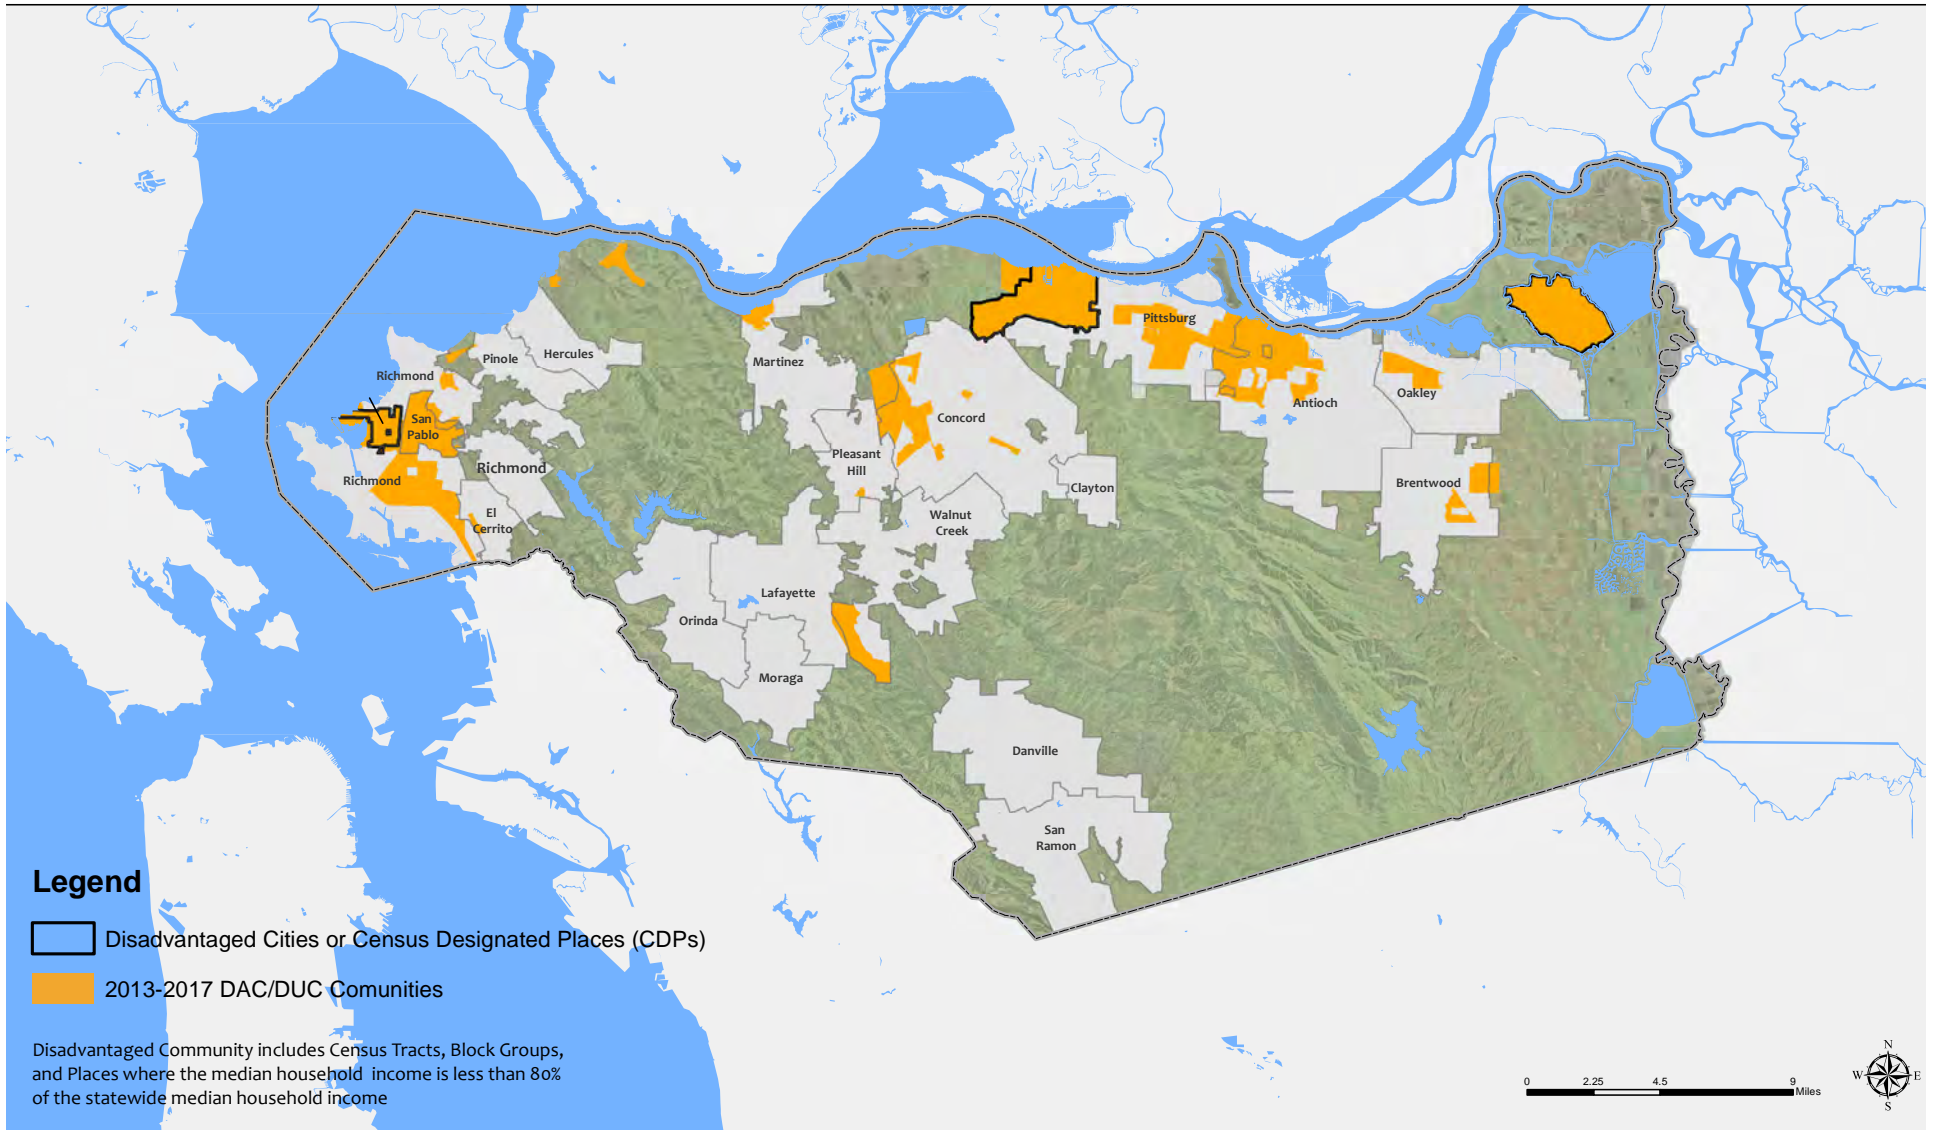 Pittsburg
Pinole
Hercules
Martinez
Richmond
Oakley
Antioch
San
Pablo
Concord
Pleasant
Hill
Richmond
Richmond
Brentwood
Clayton
El
Cerrito
Walnut
Creek
Lafayette
Orinda
Moraga
Danville
San
Ramon
Legend
Disadvantaged Cities or Census Designated Places (CDPs)
2013-2017 DAC/DUC Comunities
Disadvantaged Community includes Census Tracts, Block Groups,
and Places where the median household income is less than 80%
of the statewide median household income
0 2.25 4.5 9
Miles
N
W E
S